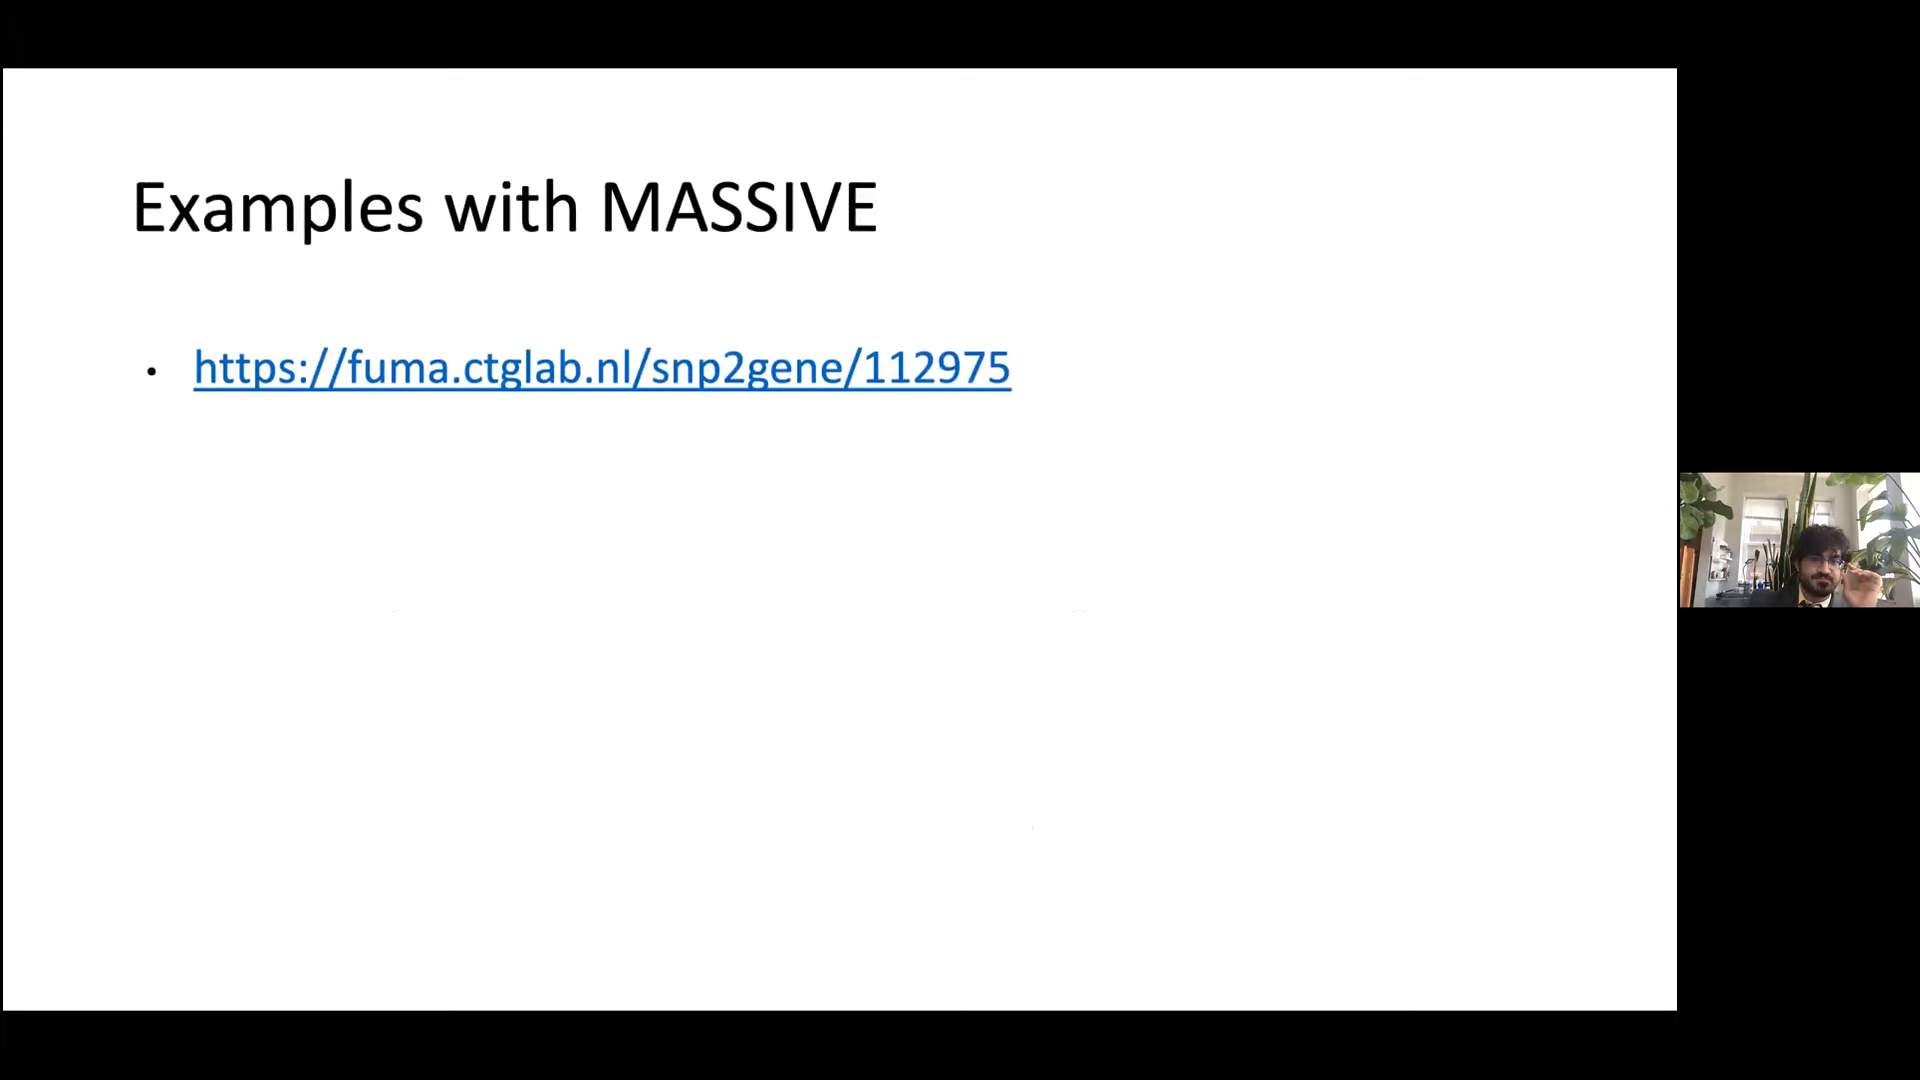 Examples with MASSIVE
• https://fuma.ctglab.nl/snp2gene/112975